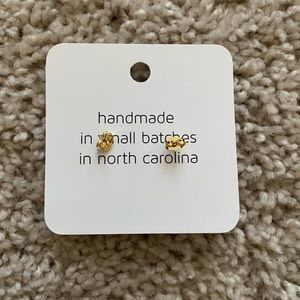 handmade
in small batches
in north carolina